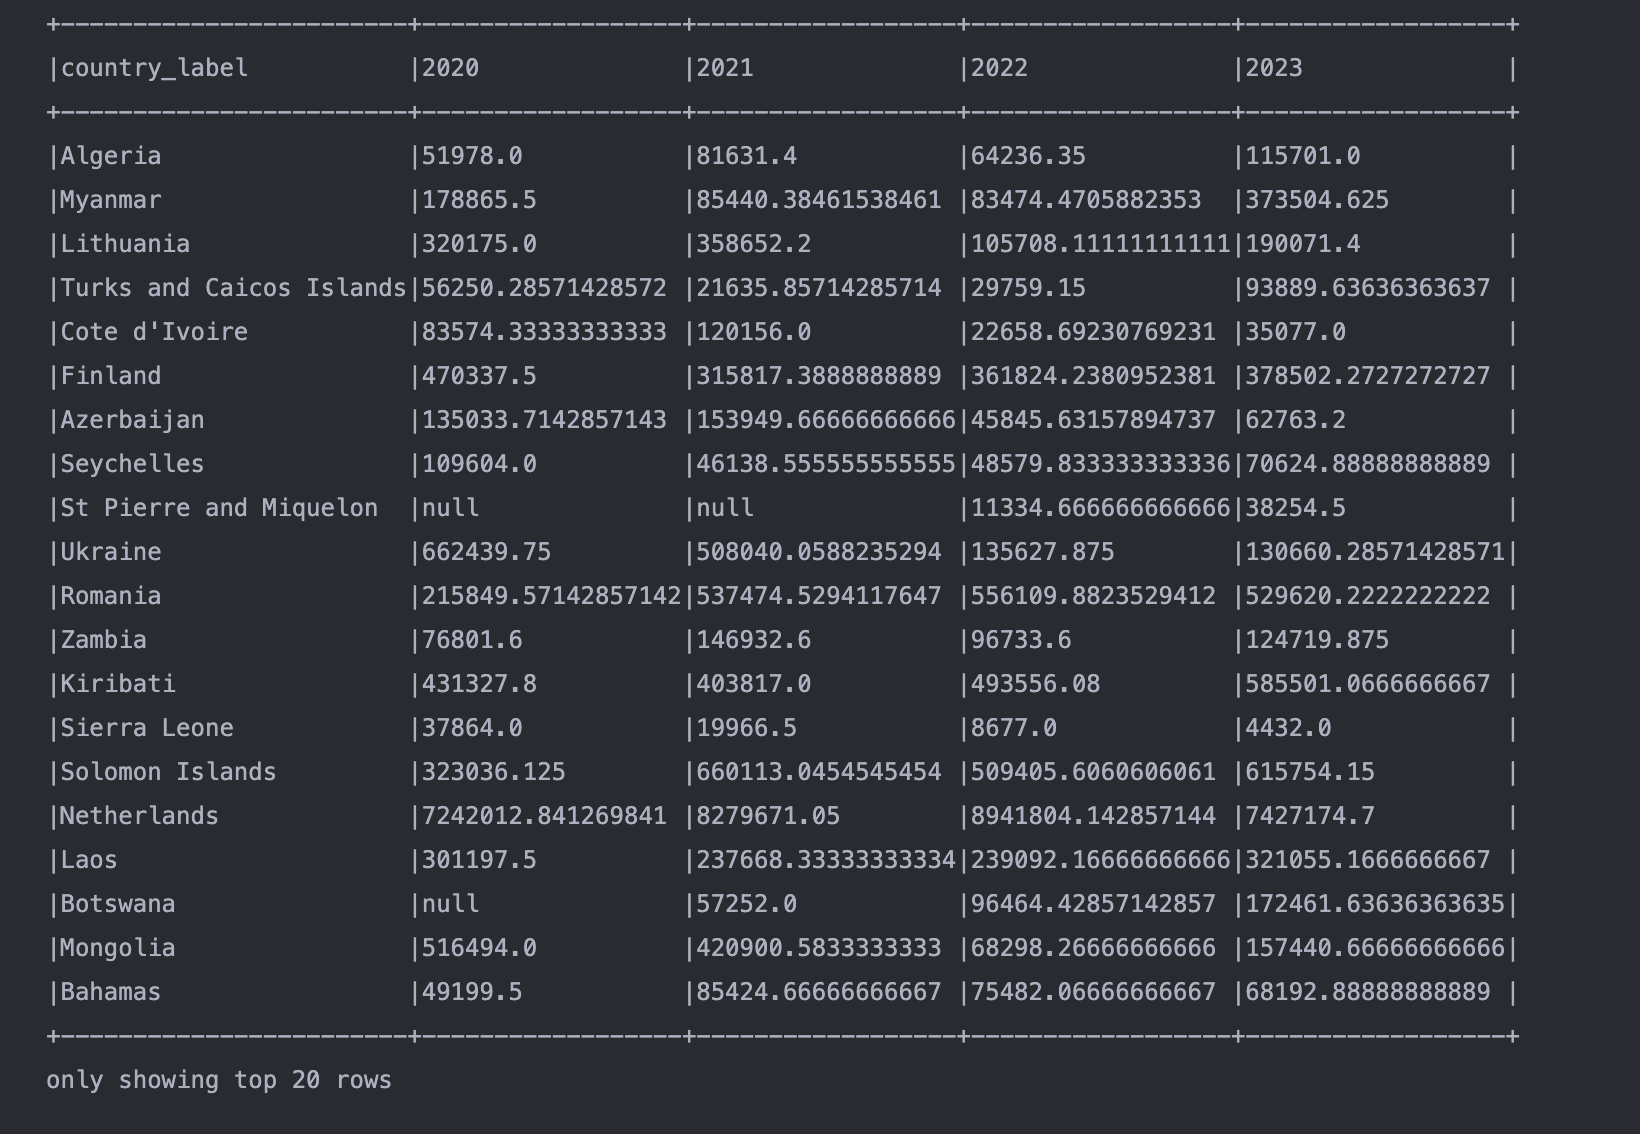 +------------------------+------------------+------------------+------------------+------------------+
|country_label           |2020              |2021              |2022              |2023              |
+------------------------+------------------+------------------+------------------+------------------+
|Algeria                 |51978.0           |81631.4           |64236.35          |115701.0          |
|Myanmar                 |178865.5          |85440.38461538461 |83474.4705882353  |373504.625        |
|Lithuania               |320175.0          |358652.2          |105708.11111111111|190071.4          |
|Turks and Caicos Islands|56250.28571428572 |21635.85714285714 |29759.15          |93889.63636363637 |
|Cote d'Ivoire           |83574.33333333333 |120156.0          |22658.69230769231 |35077.0           |
|Finland                 |470337.5          |315817.3888888889 |361824.2380952381 |378502.2727272727 |
|Azerbaijan              |135033.7142857143 |153949.66666666666|45845.63157894737 |62763.2           |
|Seychelles              |109604.0          |46138.555555555555|48579.833333333336|70624.88888888889 |
|St Pierre and Miquelon  |null              |null              |11334.666666666666|38254.5           |
|Ukraine                 |662439.75         |508040.0588235294 |135627.875        |130660.28571428571|
|Romania                 |215849.57142857142|537474.5294117647 |556109.8823529412 |529620.2222222222 |
|Zambia                  |76801.6           |146932.6          |96733.6           |124719.875        |
|Kiribati                |431327.8          |403817.0          |493556.08         |585501.0666666667 |
|Sierra Leone            |37864.0           |19966.5           |8677.0            |4432.0            |
|Solomon Islands         |323036.125        |660113.0454545454 |509405.6060606061 |615754.15         |
|Netherlands             |7242012.841269841 |8279671.05        |8941804.142857144 |7427174.7         |
|Laos                    |301197.5          |237668.33333333334|239092.16666666666|321055.1666666667 |
|Botswana                |null              |57252.0           |96464.42857142857 |172461.63636363635|
|Mongolia                |516494.0          |420900.5833333333 |68298.26666666666 |157440.66666666666|
|Bahamas                 |49199.5           |85424.66666666667 |75482.06666666667 |68192.88888888889 |
+------------------------+------------------+------------------+------------------+------------------+
only showing top 20 rows